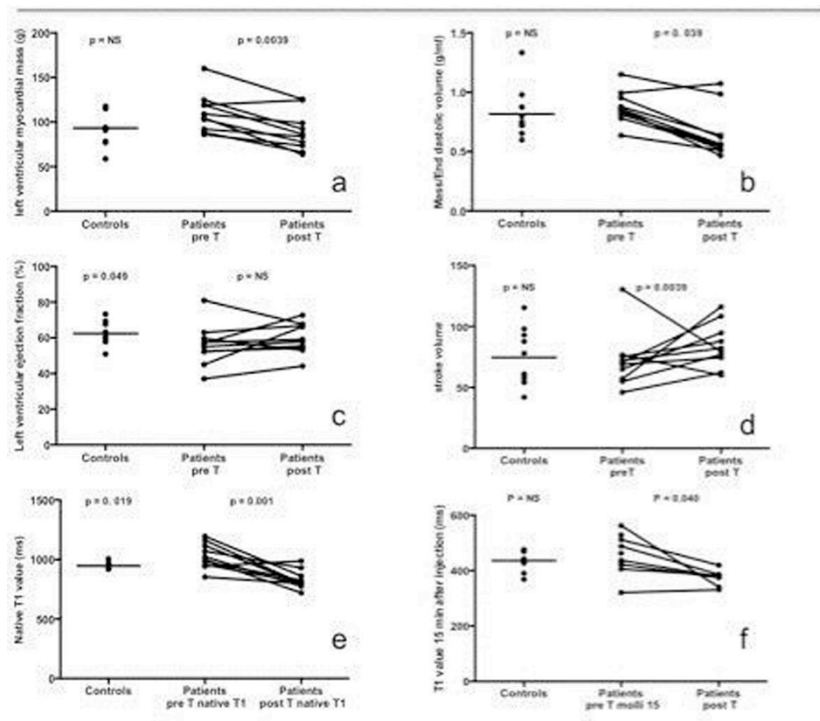 left ventricular myocardial mass (g)
200
150
100
50
0
p = NS
p = 0.0039
a
Controls
Patients
pre T
Patients
post T
Mass/End dastolic volume (g/ml)
1.5
1.0
0.5
0.0
p = NS
p = 0. 039
b
Controls
Patients
pre T
Patients
post T
Left ventricular ejection fraction (%)
80
60
40
20
0
p = 0.049
p = NS
c
Controls
Patients
pre T
Patients
post T
stroke volume
150
100
50
0
p = NS
p = 0.0039
d
Controls
Patients
preT
Patients
post T
Native T1 value (ms)
1500
1000
500
0
p = 0. 019
p = 0.001
e
Controls
Patients
pre T native T1
Patients
post T native T1
T1 value 15 min after injection (ms)
600
400
200
0
P = NS
P = 0.040
f
Controls
Patients
pre T molli 15
Patients
post T